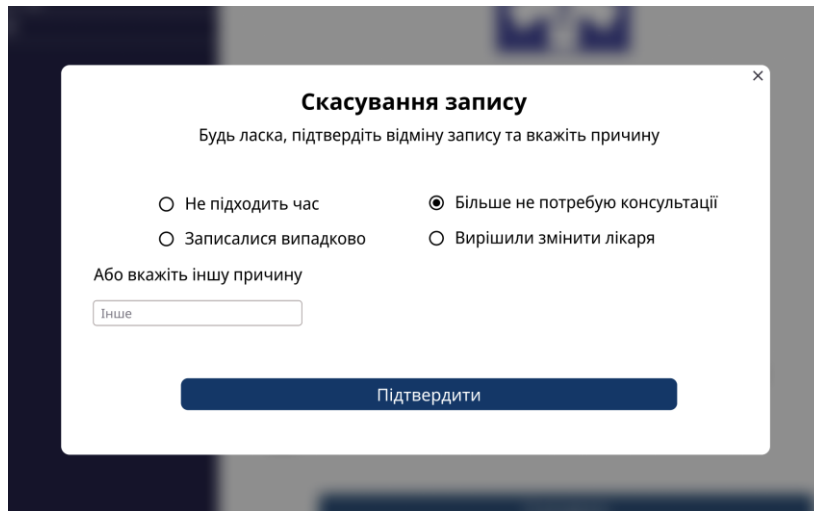 Скасування запису
Будь ласка, підтвердіть відміну запису та вкажіть причину
Не підходить час
Більше не потребую консультації
Записалися випадково
Вирішили змінити лікаря
Або вкажіть іншу причину
Інше
Підтвердити